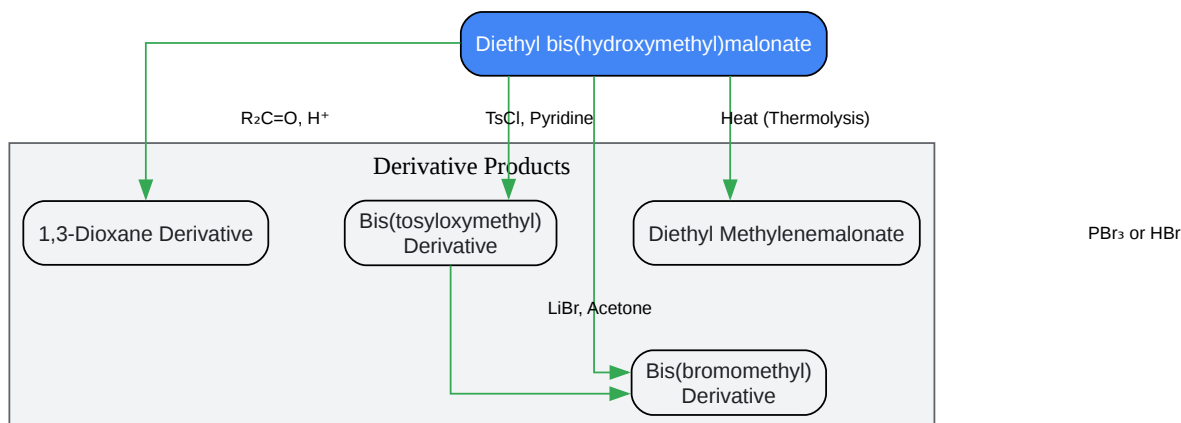 Diethyl bis(hydroxymethyl)malonate
R₂C=O, H⁺
TsCl, Pyridine
Heat (Thermolysis)
Derivative Products
1,3-Dioxane Derivative
Bis(tosyloxymethyl)
Derivative
Diethyl Methylenemalonate
PBr₃ or HBr
LiBr, Acetone
Bis(bromomethyl)
Derivative